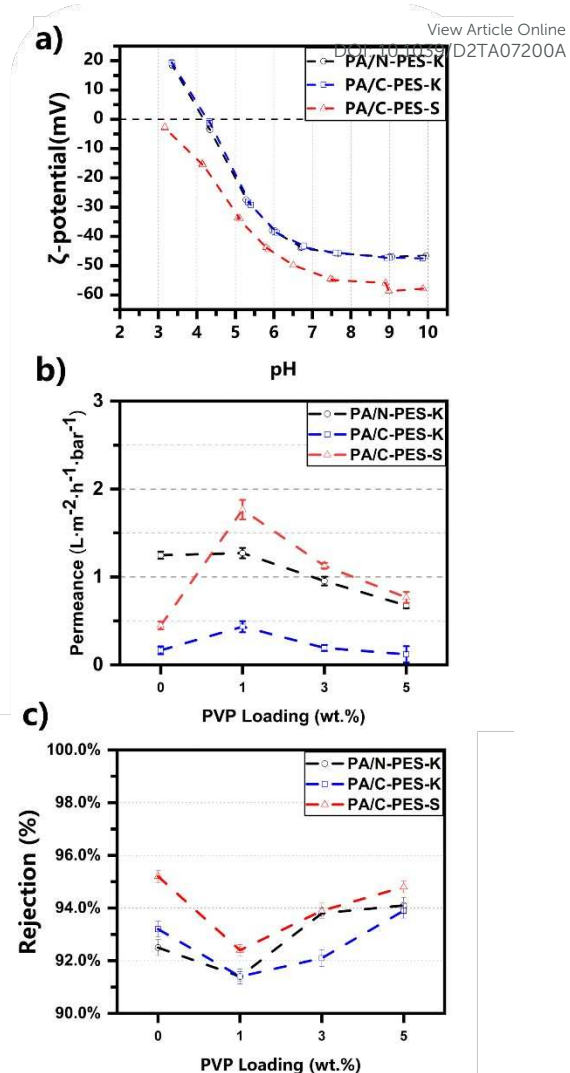 View Article Online
DOI: 10.1039/D2TA07200A
a)
20
10
0
-10
-20
-30
-40
-50
-60
ζ-potential(mV)
PA/N-PES-K
PA/C-PES-K
PA/C-PES-S
2 3 4 5 6 7 8 9 10
pH
b)
3
2
1
0
Permeance (L·m⁻²·h⁻¹·bar⁻¹)
PA/N-PES-K
PA/C-PES-K
PA/C-PES-S
0 1 3 5
PVP Loading (wt.%)
c)
100.0%
98.0%
96.0%
94.0%
92.0%
90.0%
Rejection (%)
PA/N-PES-K
PA/C-PES-K
PA/C-PES-S
0 1 3 5
PVP Loading (wt.%)